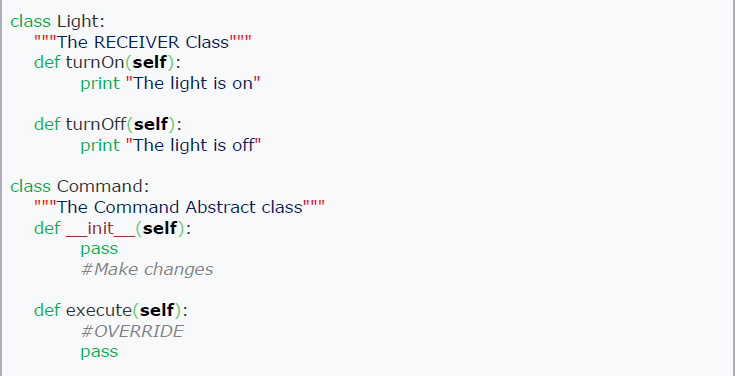 class Light:
    """The RECEIVER Class"""
    def turnOn(self):
        print "The light is on"

    def turnOff(self):
        print "The light is off"

class Command:
    """The Command Abstract class"""
    def __init__(self):
        pass
        #Make changes

    def execute(self):
        #OVERRIDE
        pass